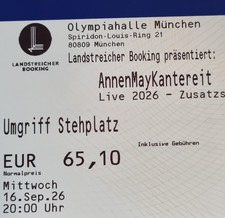 Olympiahalle München
Spiridon-Louis-Ring 21
80809 München
LANDSTREICHER
BOOKING
Landstreicher Booking präsentiert:
AnnenMayKantereit
Live 2026 - Zusatzs
Umgriff Stehplatz
Inklusive Gebühren
EUR 65,10
Normalpreis
Mittwoch
16.Sep.26
20:00 Uhr